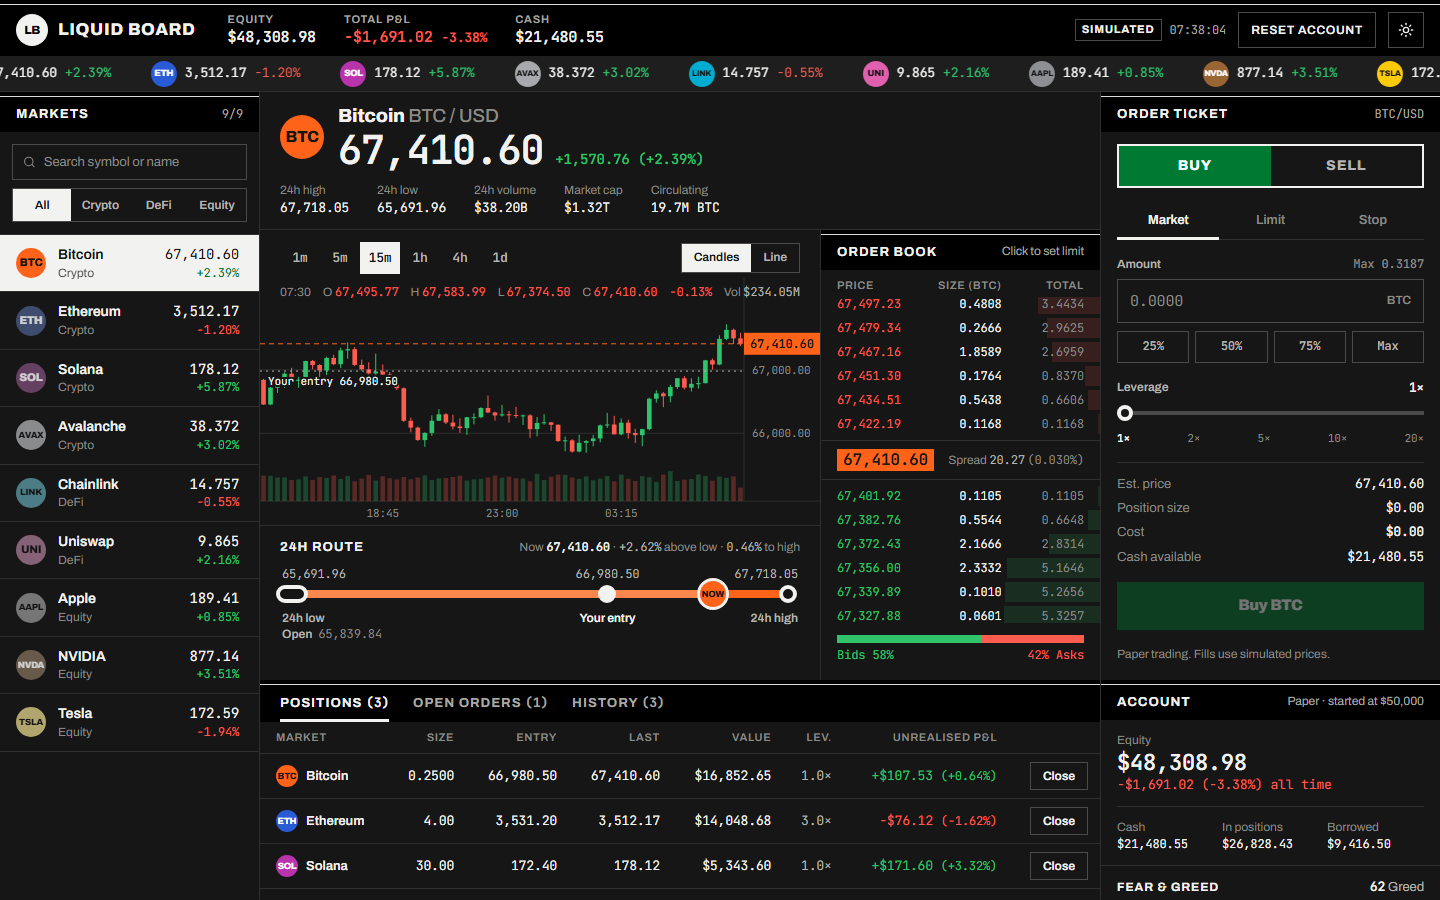 LB LIQUID BOARD
EQUITY
$48,308.98
TOTAL P&L
-$1,691.02 -3.38%
CASH
$21,480.55
SIMULATED 07:38:04 RESET ACCOUNT
7,410.60 +2.39% ETH 3,512.17 -1.20% SOL 178.12 +5.87% AVAX 38.372 +3.02% LINK 14.757 -0.55% UNI 9.865 +2.16% AAPL 189.41 +0.85% NVDA 877.14 +3.51% TSLA 172.
MARKETS 9/9
Search symbol or name
All Crypto DeFi Equity
BTC Bitcoin 67,410.60
Crypto +2.39%
ETH Ethereum 3,512.17
Crypto -1.20%
SOL Solana 178.12
Crypto +5.87%
AVAX Avalanche 38.372
Crypto +3.02%
LINK Chainlink 14.757
DeFi -0.55%
UNI Uniswap 9.865
DeFi +2.16%
AAPL Apple 189.41
Equity +0.85%
NVDA NVIDIA 877.14
Equity +3.51%
TSLA Tesla 172.59
Equity -1.94%
BTC Bitcoin BTC / USD
67,410.60 +1,570.76 (+2.39%)
24h high 24h low 24h volume Market cap Circulating
67,718.05 65,691.96 $38.20B $1.32T 19.7M BTC
1m 5m 15m 1h 4h 1d Candles Line
07:30 O 67,495.77 H 67,583.99 L 67,374.50 C 67,410.60 -0.13% Vol $234.05M
67,410.60
67,000.00
Your entry 66,980.50
66,000.00
18:45 23:00 03:15
24H ROUTE Now 67,410.60 · +2.62% above low · 0.46% to high
65,691.96 66,980.50 67,718.05
NOW
24h low Your entry 24h high
Open 65,839.84
ORDER BOOK Click to set limit
PRICE SIZE (BTC) TOTAL
67,497.23 0.4808 3.4434
67,479.34 0.2666 2.9625
67,467.16 1.8589 2.6959
67,451.30 0.1764 0.8370
67,434.51 0.5438 0.6606
67,422.19 0.1168 0.1168
67,410.60 Spread 20.27 (0.030%)
67,401.92 0.1105 0.1105
67,382.76 0.5544 0.6648
67,372.43 2.1666 2.8314
67,356.00 2.3332 5.1646
67,339.89 0.1010 5.2656
67,327.88 0.0601 5.3257
Bids 58% 42% Asks
POSITIONS (3) OPEN ORDERS (1) HISTORY (3)
MARKET SIZE ENTRY LAST VALUE LEV. UNREALISED P&L
BTC Bitcoin 0.2500 66,980.50 67,410.60 $16,852.65 1.0× +$107.53 (+0.64%) Close
ETH Ethereum 4.00 3,531.20 3,512.17 $14,048.68 3.0× -$76.12 (-1.62%) Close
SOL Solana 30.00 172.40 178.12 $5,343.60 1.0× +$171.60 (+3.32%) Close
ORDER TICKET BTC/USD
BUY SELL
Market Limit Stop
Amount Max 0.3187
0.0000 BTC
25% 50% 75% Max
Leverage 1×
1× 2× 5× 10× 20×
Est. price 67,410.60
Position size $0.00
Cost $0.00
Cash available $21,480.55
Buy BTC
Paper trading. Fills use simulated prices.
ACCOUNT Paper · started at $50,000
Equity
$48,308.98
-$1,691.02 (-3.38%) all time
Cash In positions Borrowed
$21,480.55 $26,828.43 $9,416.50
FEAR & GREED 62 Greed